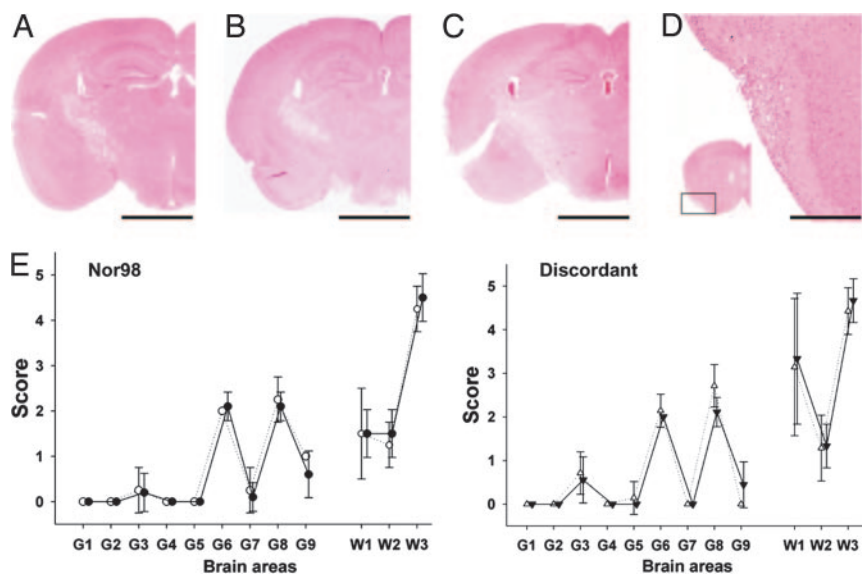 A
B
C
D
E
Nor98
Score
5
4
3
2
1
0
G1 G2 G3 G4 G5 G6 G7 G8 G9 W1 W2 W3
Brain areas
Discordant
Score
5
4
3
2
1
0
G1 G2 G3 G4 G5 G6 G7 G8 G9 W1 W2 W3
Brain areas